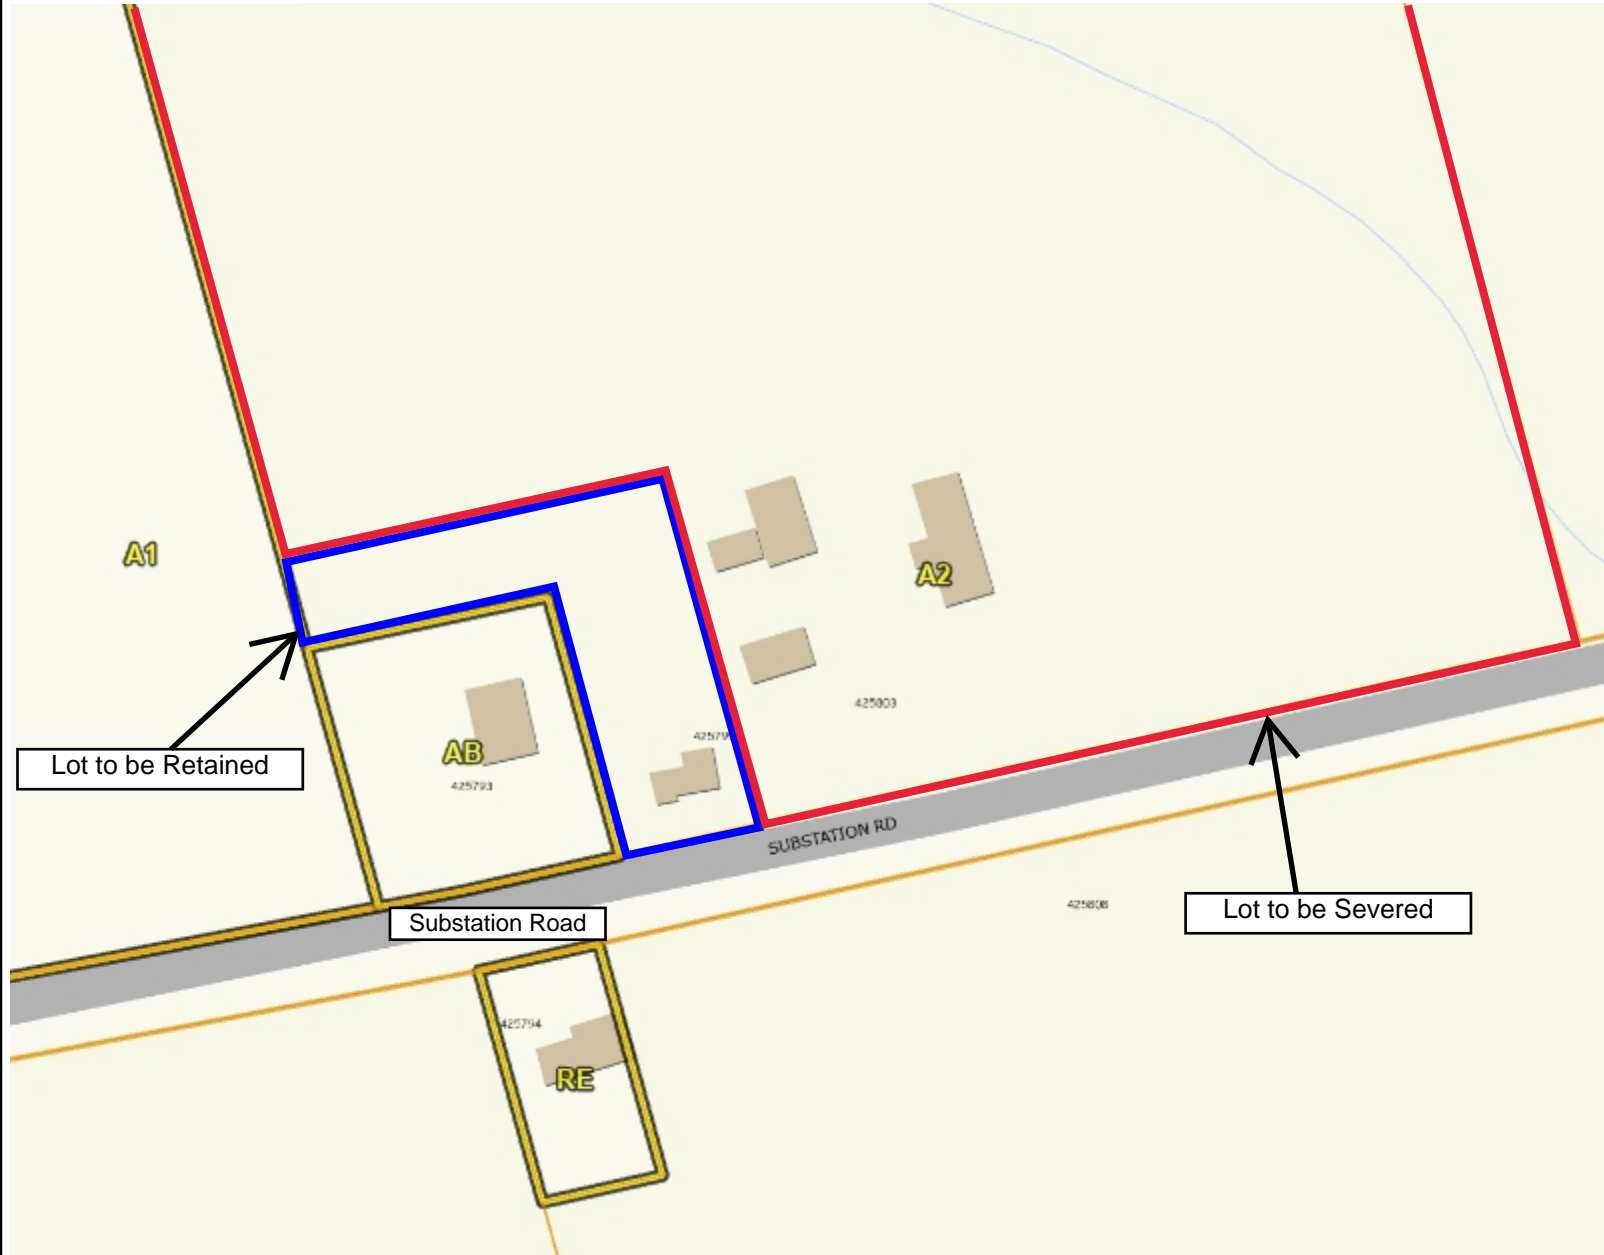 A1
A2
425803
42579
AB
425793
Lot to be Retained
SUBSTATION RD
Substation Road
425808
Lot to be Severed
425794
RE